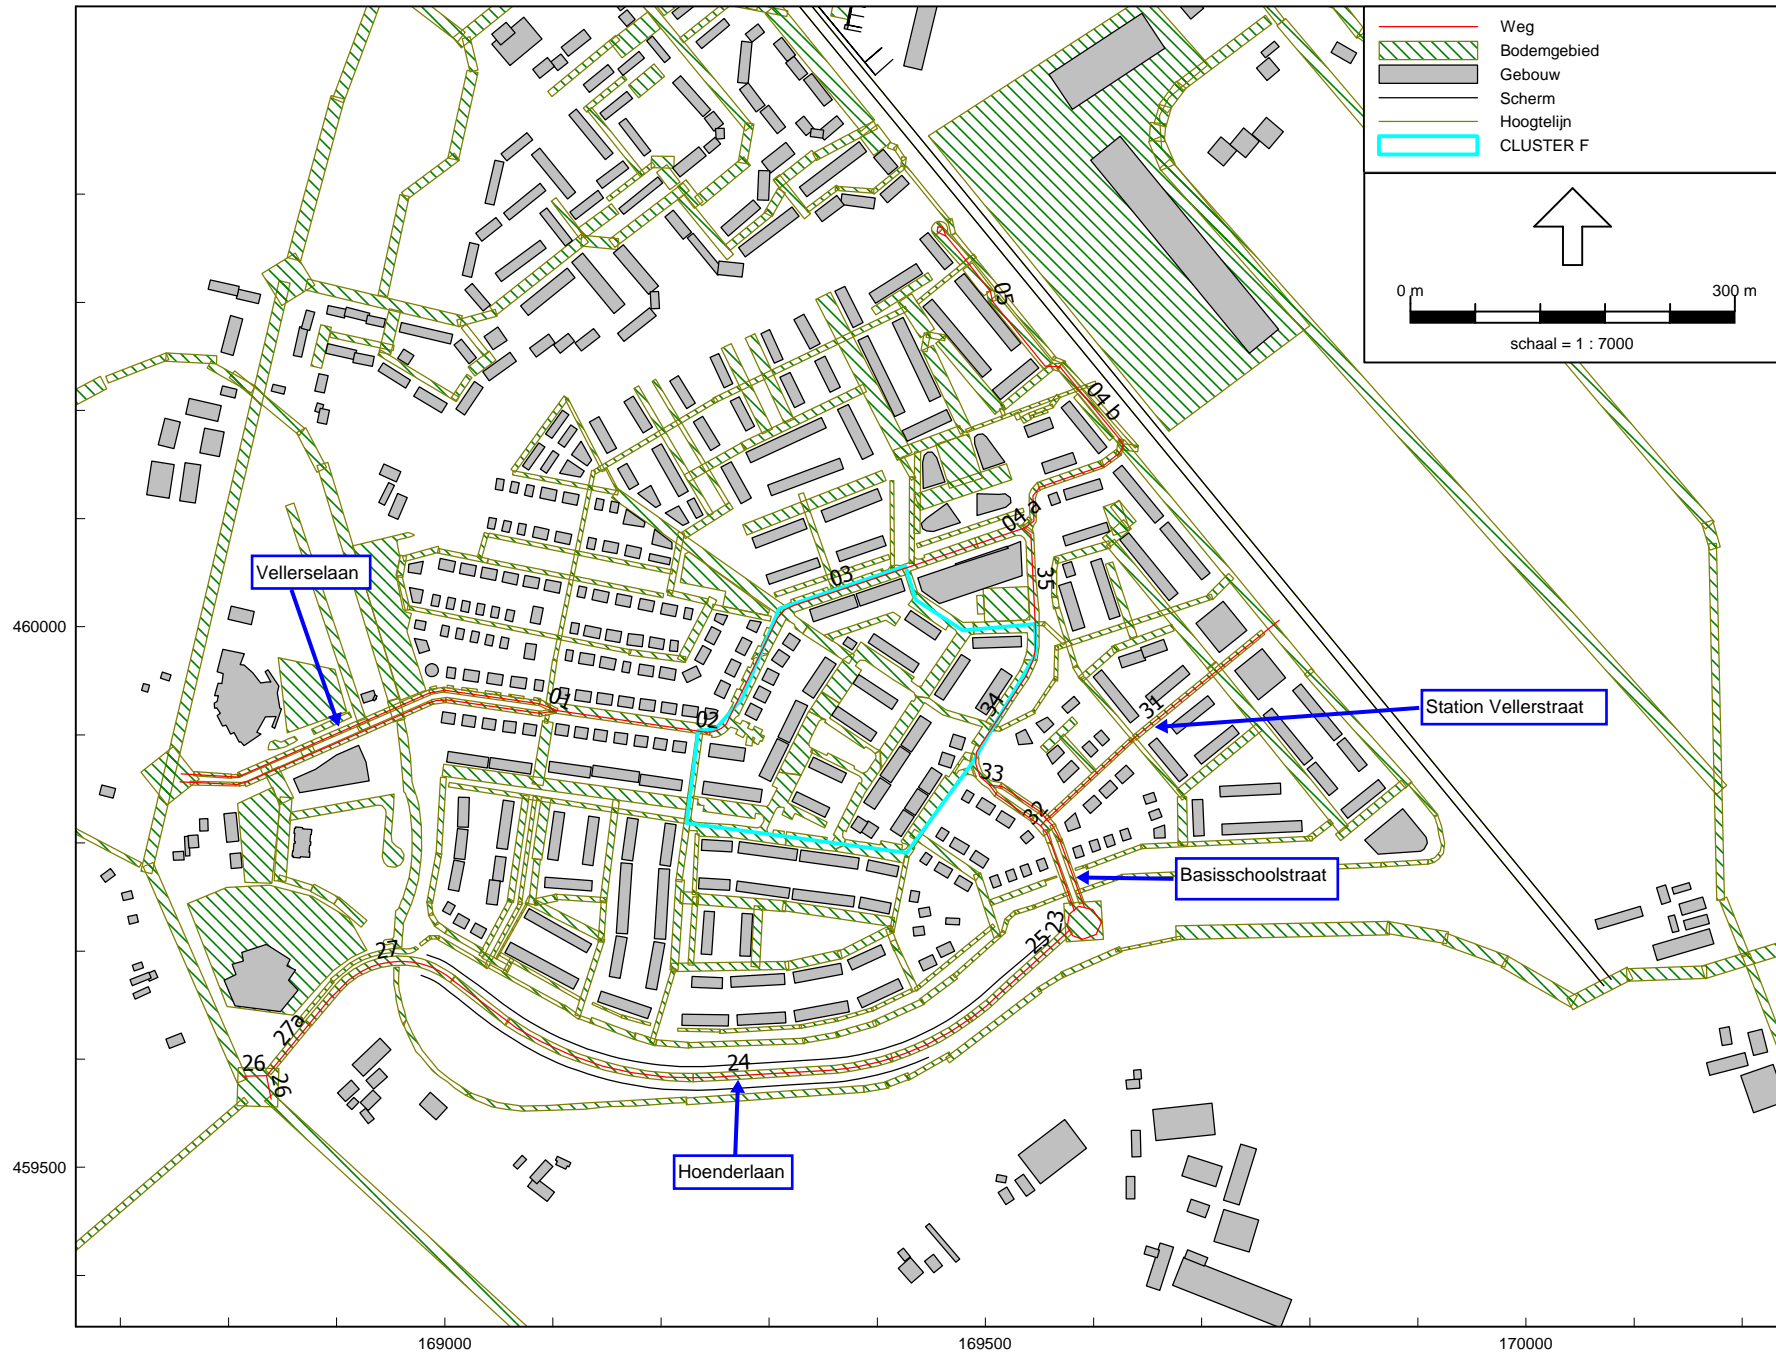 Weg
Bodemgebied
Gebouw
Scherm
Hoogtelijn
CLUSTER F
0 m
300 m
schaal = 1 : 7000
05
04 b
04 a
03
35
Vellerselaan
460000
01
02
34
31
Station Vellerstraat
33
32
Basisschoolstraat
23
25
27
27a
24
26
26
Hoenderlaan
459500
169000
169500
170000